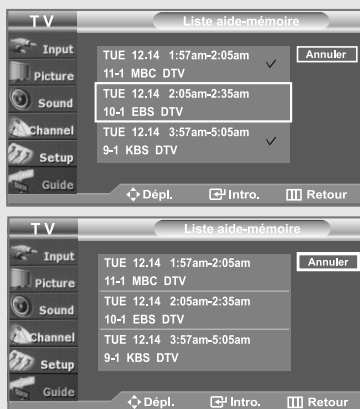 TV Liste aide-mémoire
Input
Picture
Sound
Channel
Setup
Guide
TUE 12.14 1:57am-2:05am
11-1 MBC DTV
TUE 12.14 2:05am-2:35am
10-1 EBS DTV
TUE 12.14 3:57am-5:05am
9-1 KBS DTV
Annuler
Dépl. Intro. Retour
TV Liste aide-mémoire
Input
Picture
Sound
Channel
Setup
Guide
TUE 12.14 1:57am-2:05am
11-1 MBC DTV
TUE 12.14 2:05am-2:35am
10-1 EBS DTV
TUE 12.14 3:57am-5:05am
9-1 KBS DTV
Annuler
Dépl. Intro. Retour